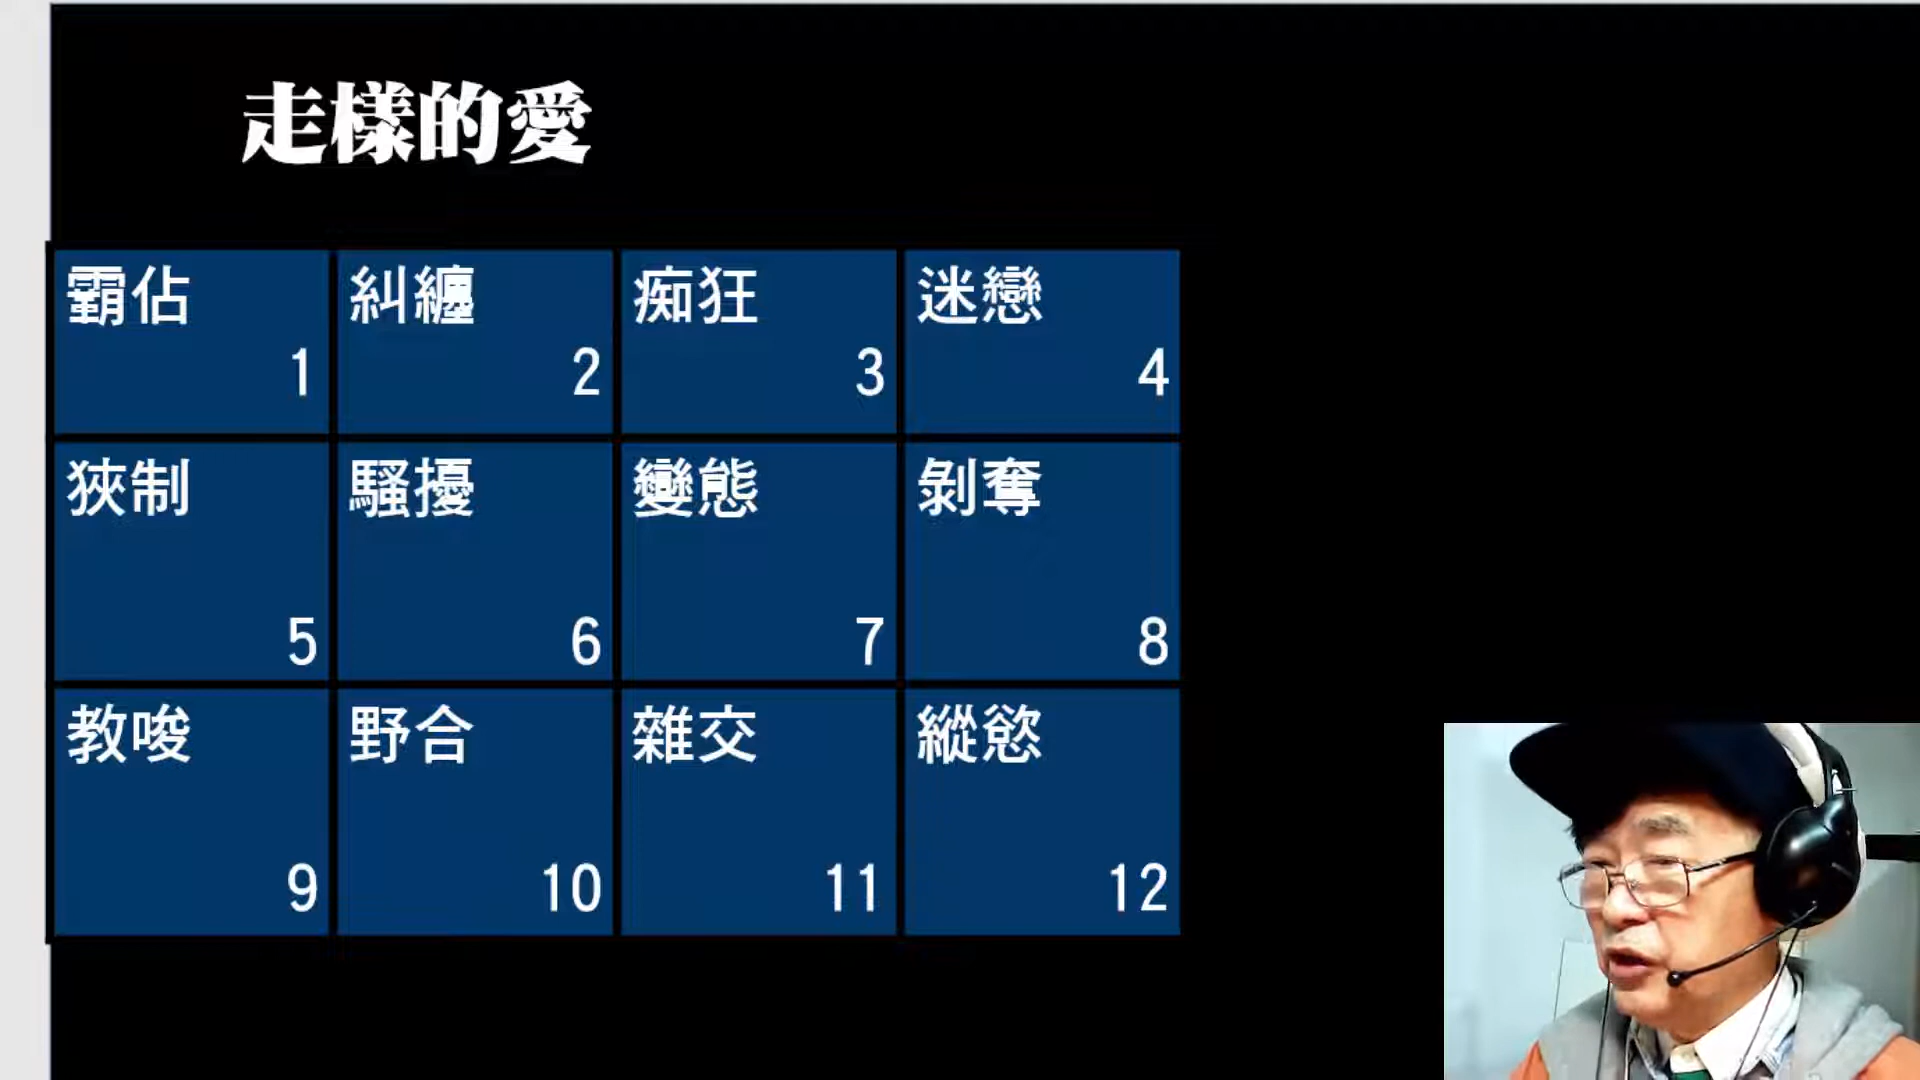 走樣的愛
霸佔 糾纏 痴狂 迷戀
1 2 3 4
狹制 騷擾 變態 剝奪
5 6 7 8
教唆 野合 雜交 縱慾
9 10 11 12